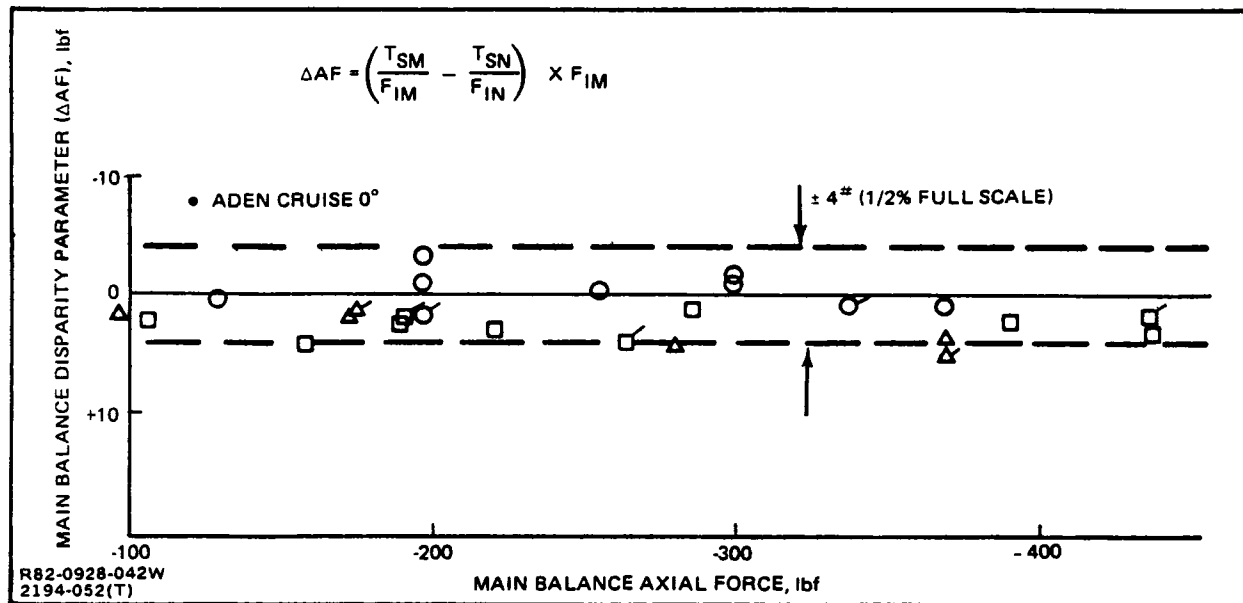 ΔAF = (T_SM / F_IM − T_SN / F_IN) X F_IM
MAIN BALANCE DISPARITY PARAMETER (ΔAF), lbf
-10
• ADEN CRUISE 0°
± 4# (1/2% FULL SCALE)
0
+10
-100
-200
-300
- 400
MAIN BALANCE AXIAL FORCE, lbf
R82-0928-042W
2194-052(T)